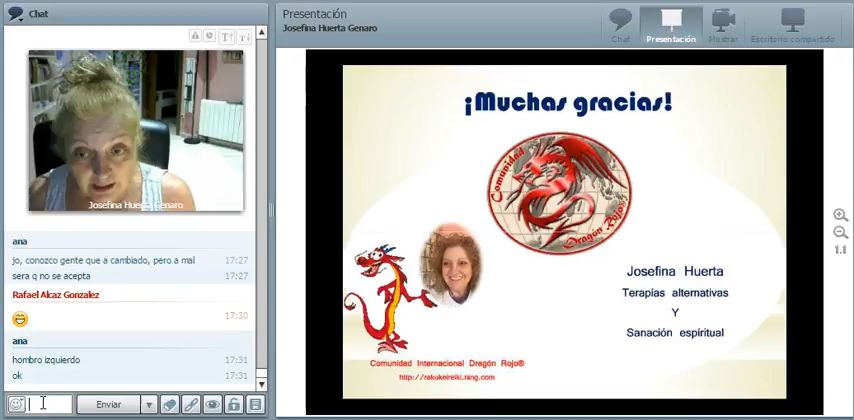 Chat
Josefina Huerta Genaro
ana
jo, conozco gente que a cambiado, pero a mal 17:27
sera q no se acepta 17:27
Rafael Alcaz Gonzalez
17:30
ana
hombro izquierdo 17:31
ok 17:31
Enviar
Presentación
Josefina Huerta Genaro
Chat
Presentación
Mostrar
Escritorio compartido
¡Muchas gracias!
Comunidad
Dragón Rojo®
Josefina Huerta
Terapías alternativas
Y
Sanación espiritual
Comunidad Internacional Dragón Rojo®
http://rakukeireiki.ning.com
1.1